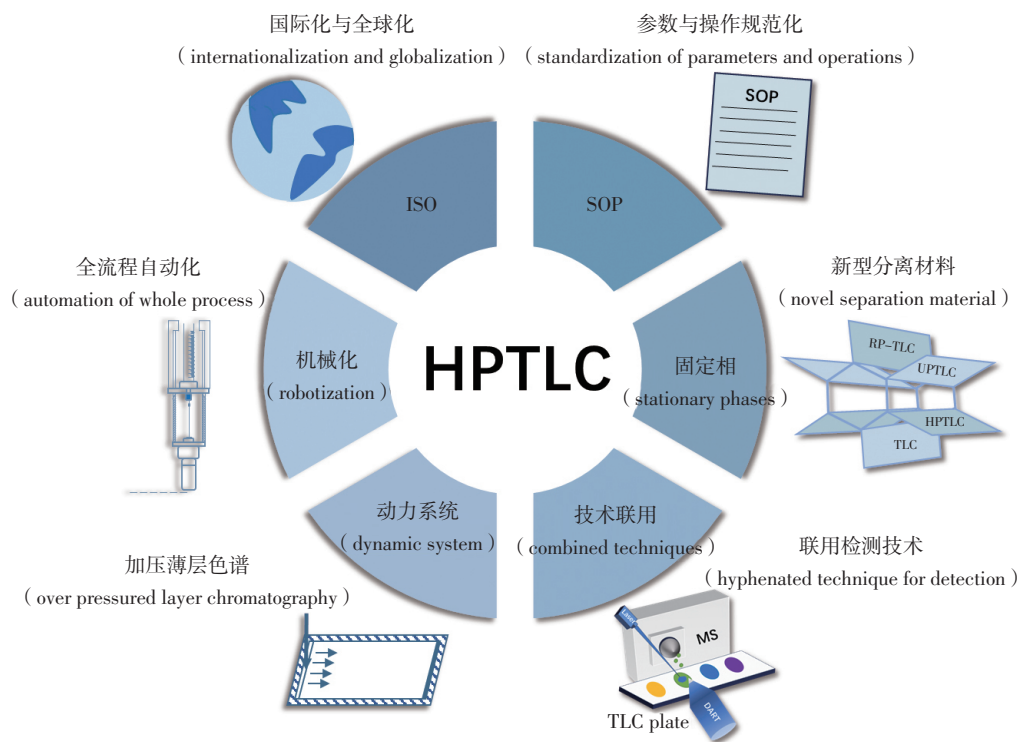 国际化与全球化
（internationalization and globalization）
参数与操作规范化
（standardization of parameters and operations）
SOP
ISO
SOP
全流程自动化
（automation of whole process）
新型分离材料
（novel separation material）
RP-TLC
UPTLC
HPTLC
TLC
机械化
（robotization）
HPTLC
固定相
（stationary phases）
动力系统
（dynamic system）
技术联用
（combined techniques）
加压薄层色谱
（over pressured layer chromatography）
联用检测技术
（hyphenated technique for detection）
Laser
MS
DART
TLC plate